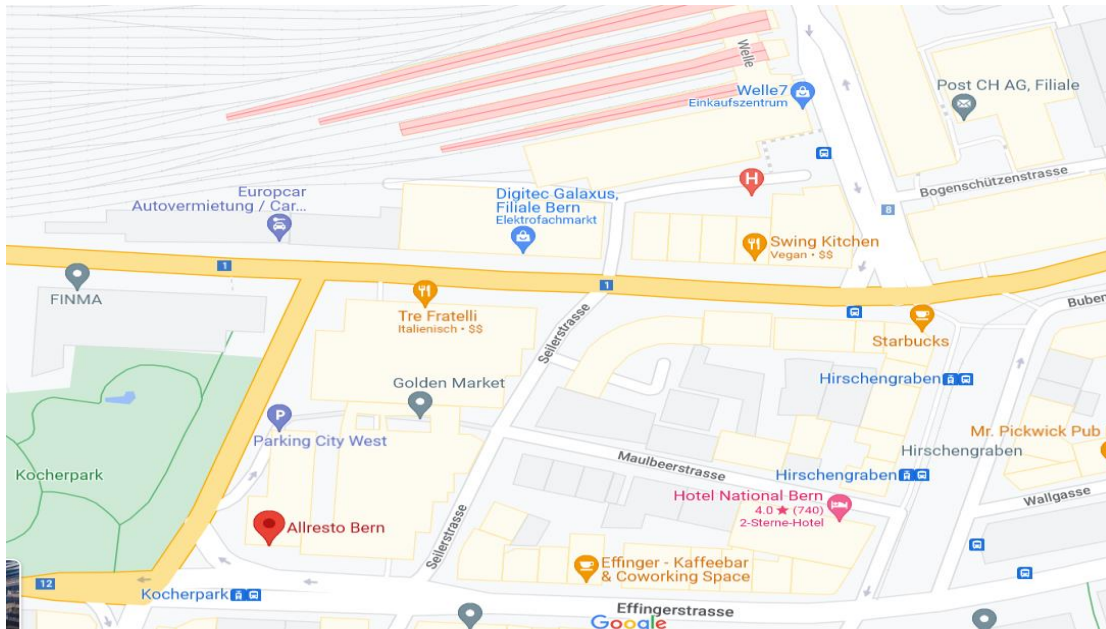 Welle
Welle7
Einkaufszentrum
Post CH AG, Filiale
H
Bogenschützenstrasse
8
Europcar
Autovermietung / Car...
Digitec Galaxus,
Filiale Bern
Elektrofachmarkt
Swing Kitchen
Vegan • $$
1
FINMA
1
Tre Fratelli
Italienisch • $$
Seilerstrasse
Starbucks
Buben
Hirschengraben
Golden Market
P
Parking City West
Maulbeerstrasse
Mr. Pickwick Pub
Hirschengraben
Hirschengraben
Kocherpark
Hotel National Bern
4.0 ★ (740)
2-Sterne-Hotel
Wallgasse
Allresto Bern
Seilerstrasse
Effinger - Kaffeebar
& Coworking Space
12
Kocherpark
Effingerstrasse
Google